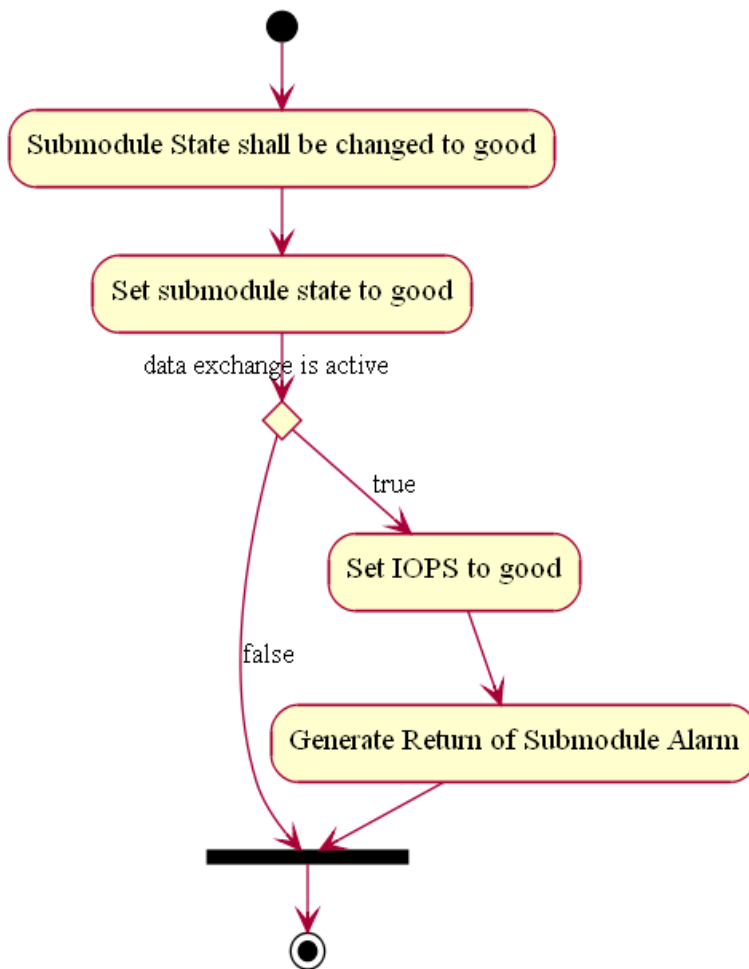 Submodule State shall be changed to good
Set submodule state to good
data exchange is active
true
Set IOPS to good
false
Generate Return of Submodule Alarm